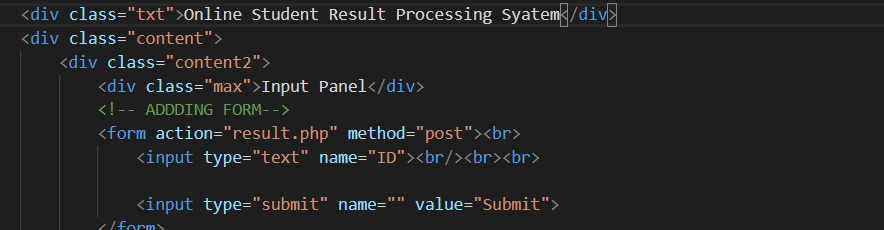 <div class="txt">Online Student Result Processing Syatem</div>
<div class="content">
<div class="content2">
<div class="max">Input Panel</div>
<!-- ADDDING FORM-->
<form action="result.php" method="post"><br>
<input type="text" name="ID"><br/><br><br>
<input type="submit" name="" value="Submit">
</form>